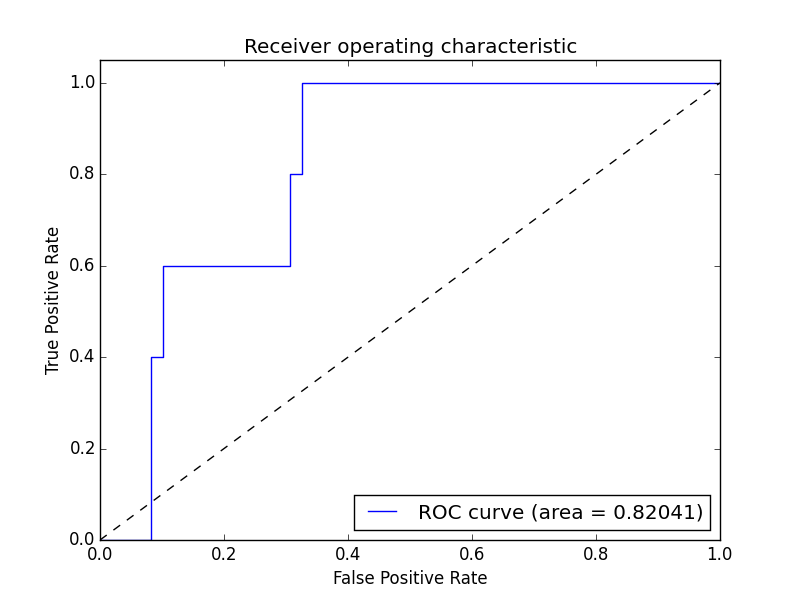 Receiver operating characteristic
1.0
0.8
0.6
0.4
0.2
0.0
True Positive Rate
ROC curve (area = 0.82041)
0.0 0.2 0.4 0.6 0.8 1.0
False Positive Rate